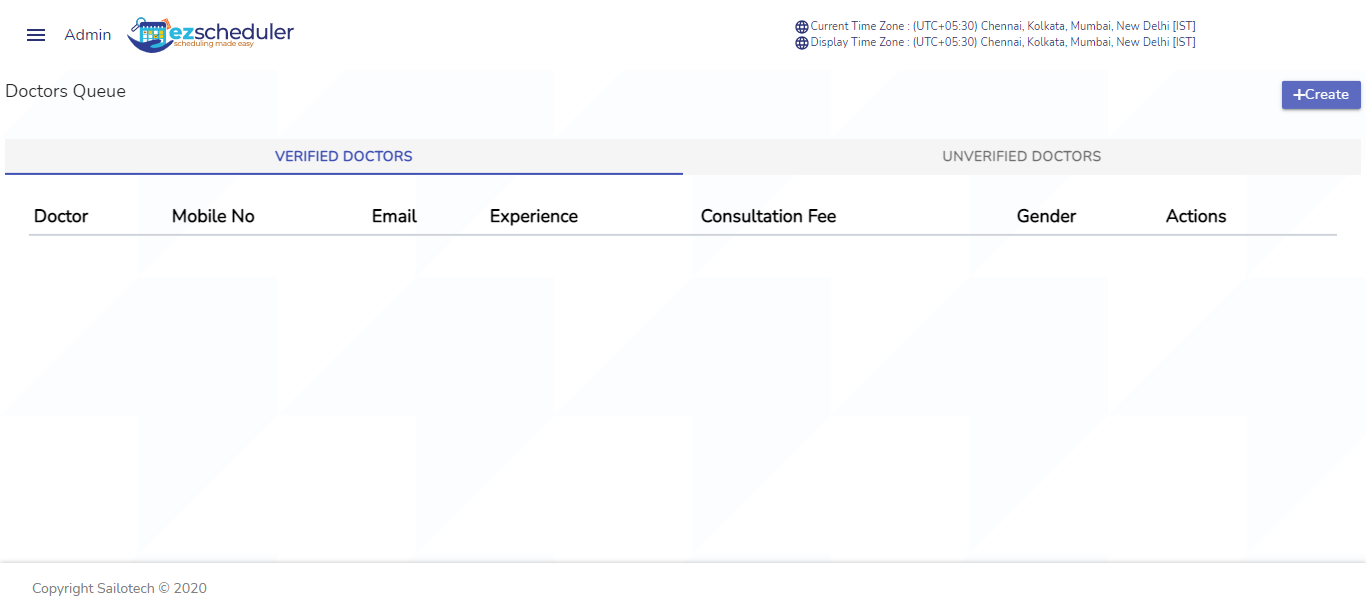 Admin
ezscheduler
scheduling made easy
Current Time Zone : (UTC+05:30) Chennai, Kolkata, Mumbai, New Delhi [IST]
Display Time Zone : (UTC+05:30) Chennai, Kolkata, Mumbai, New Delhi [IST]
Doctors Queue
+Create
VERIFIED DOCTORS UNVERIFIED DOCTORS
Doctor Mobile No Email Experience Consultation Fee Gender Actions
Copyright Sailotech © 2020